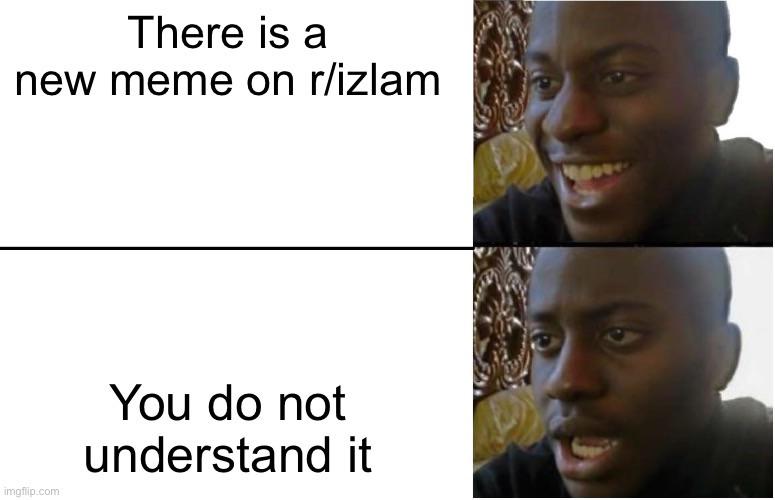 There is a
new meme on r/izlam
You do not
understand it
imgflip.com